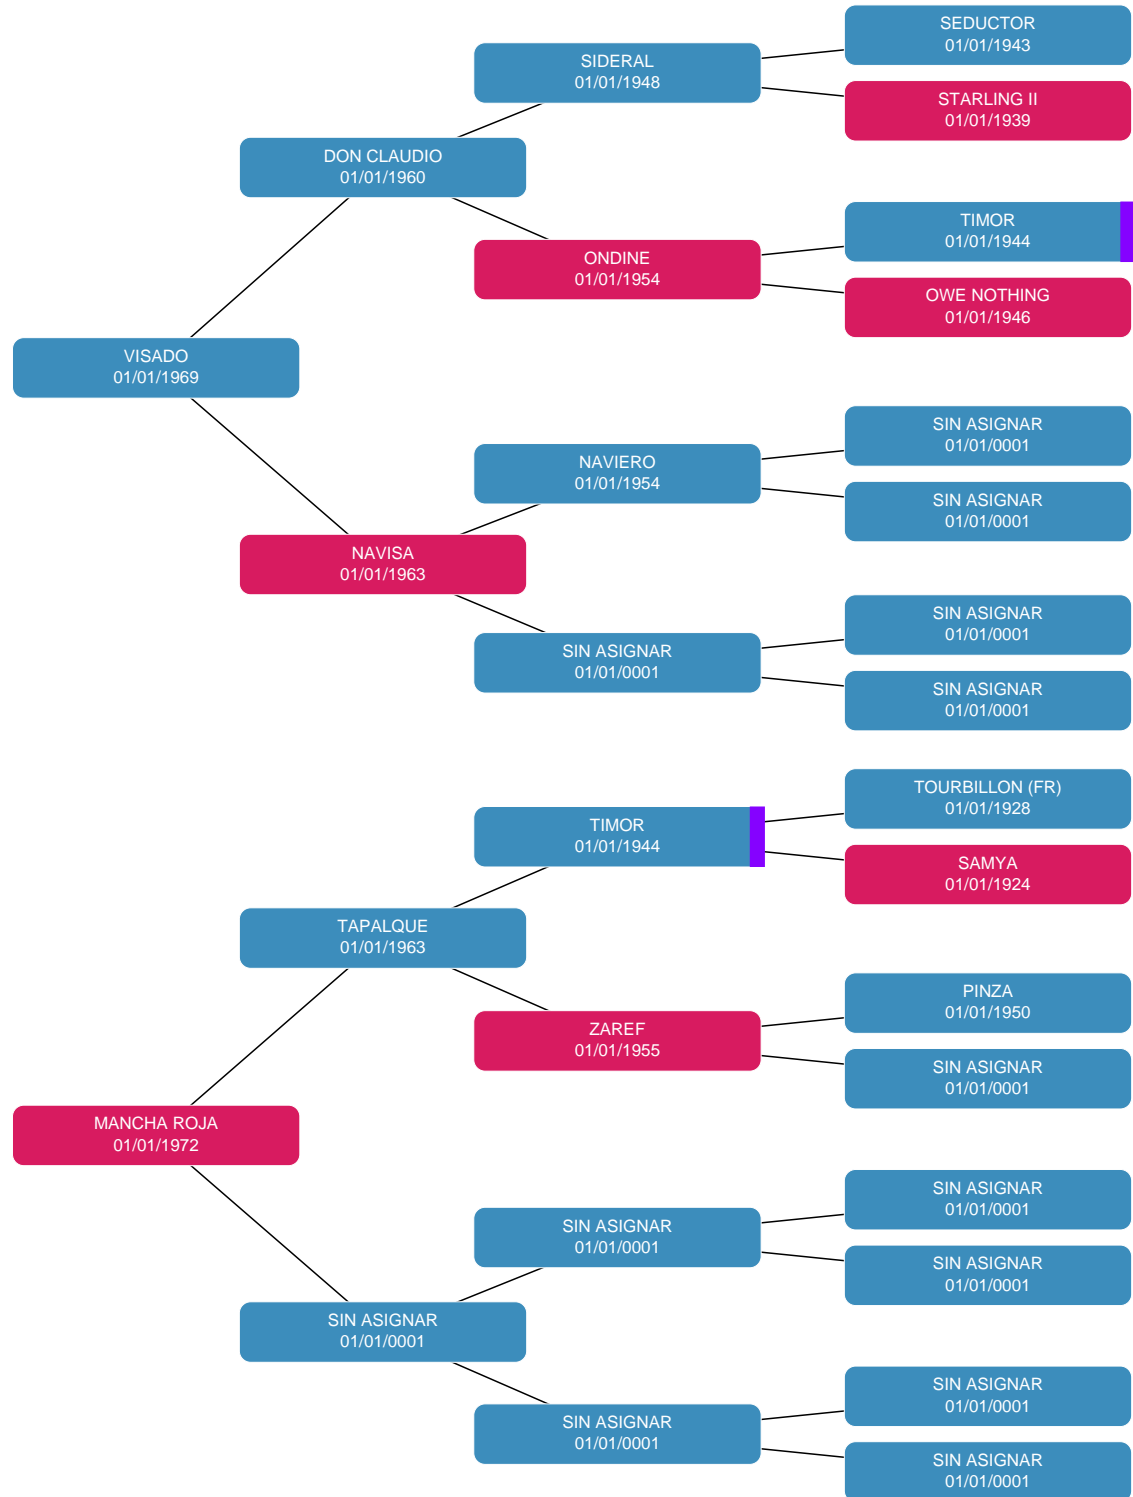 SEDUCTOR
01/01/1943
SIDERAL
01/01/1948
STARLING II
01/01/1939
DON CLAUDIO
01/01/1960
TIMOR
01/01/1944
ONDINE
01/01/1954
OWE NOTHING
01/01/1946
VISADO
01/01/1969
SIN ASIGNAR
01/01/0001
NAVIERO
01/01/1954
SIN ASIGNAR
01/01/0001
NAVISA
01/01/1963
SIN ASIGNAR
01/01/0001
SIN ASIGNAR
01/01/0001
SIN ASIGNAR
01/01/0001
TOURBILLON (FR)
01/01/1928
TIMOR
01/01/1944
SAMYA
01/01/1924
TAPALQUE
01/01/1963
PINZA
01/01/1950
ZAREF
01/01/1955
SIN ASIGNAR
01/01/0001
MANCHA ROJA
01/01/1972
SIN ASIGNAR
01/01/0001
SIN ASIGNAR
01/01/0001
SIN ASIGNAR
01/01/0001
SIN ASIGNAR
01/01/0001
SIN ASIGNAR
01/01/0001
SIN ASIGNAR
01/01/0001
SIN ASIGNAR
01/01/0001